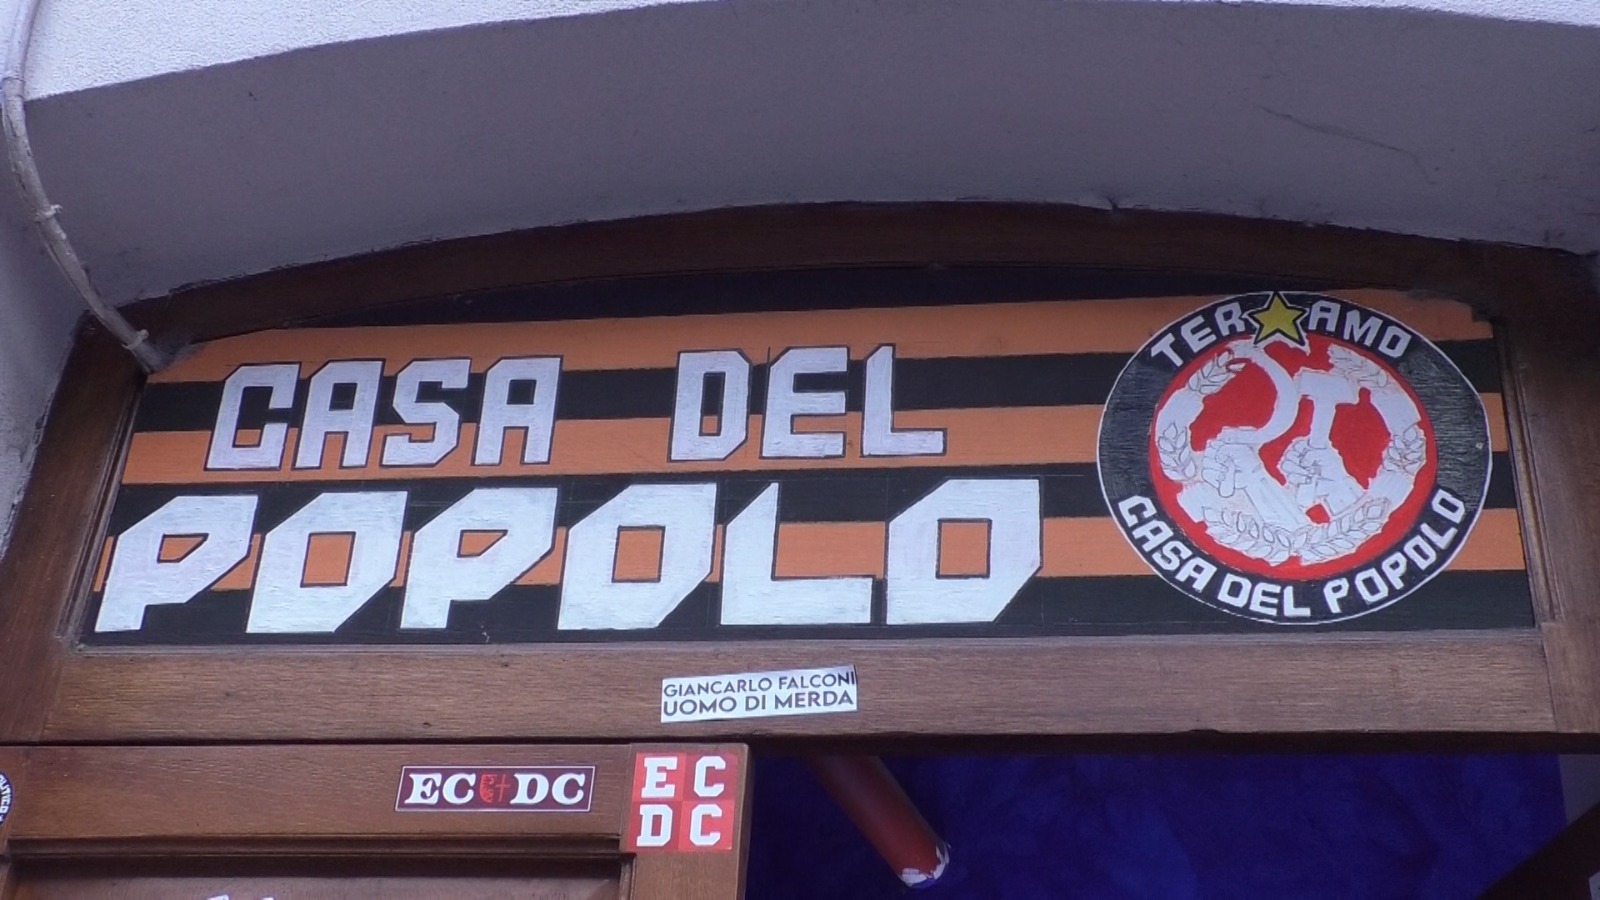 CASA DEL
POPOLO
TER AMO
CASA DEL POPOLO
GIANCARLO FALCONI
UOMO DI MERDA
EC DC
EC
DC